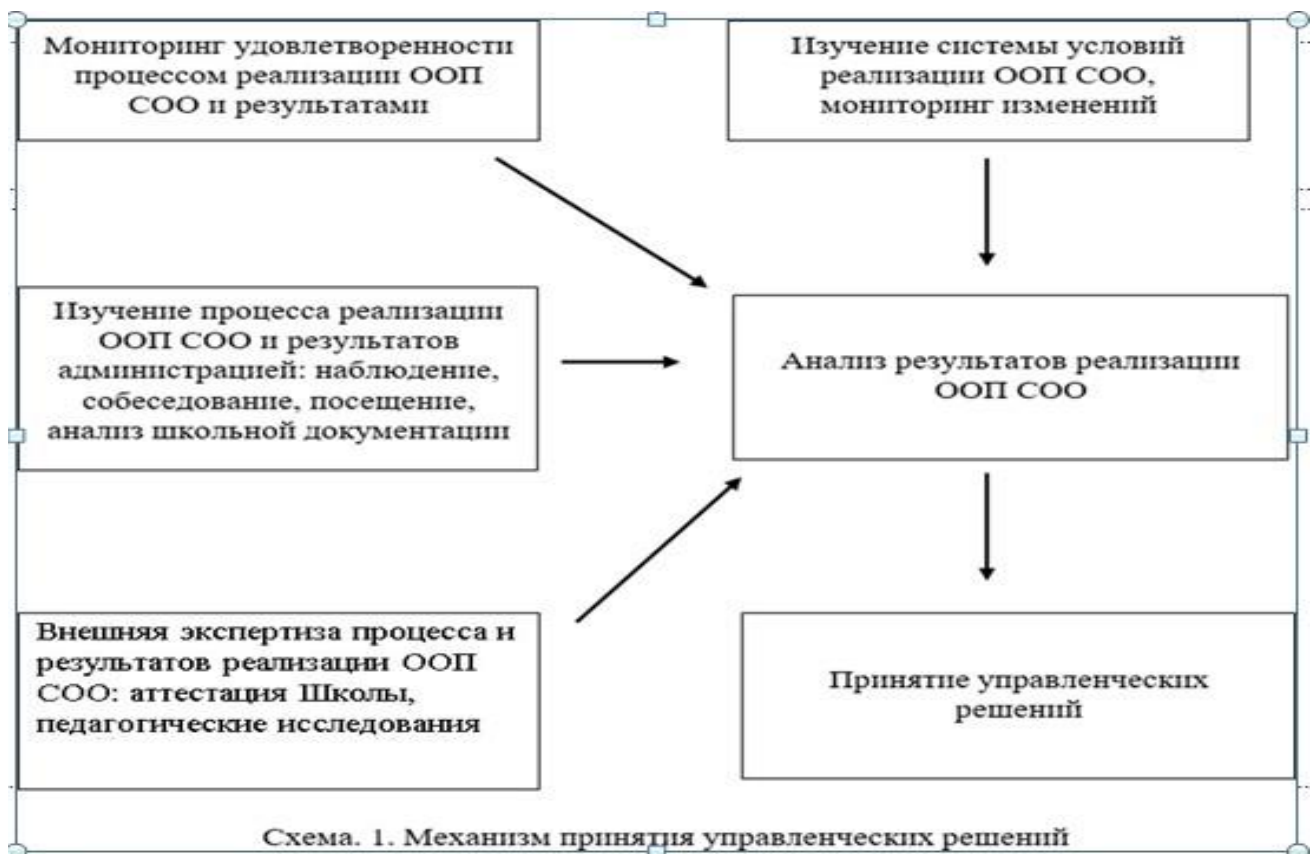 Мониторинг удовлетворенности
процессом реализации ООП
СОО и результатами
Изучение системы условий
реализации ООП СОО,
мониторинг изменений
Изучение процесса реализации
ООП СОО и результатов
администрацией: наблюдение,
собеседование, посещение,
анализ школьной документации
Анализ результатов реализации
ООП СОО
Внешняя экспертиза процесса и
результатов реализации ООП
СОО: аттестация Школы,
педагогические исследования
Принятие управленческих
решений
Схема. 1. Механизм принятия управленческих решений